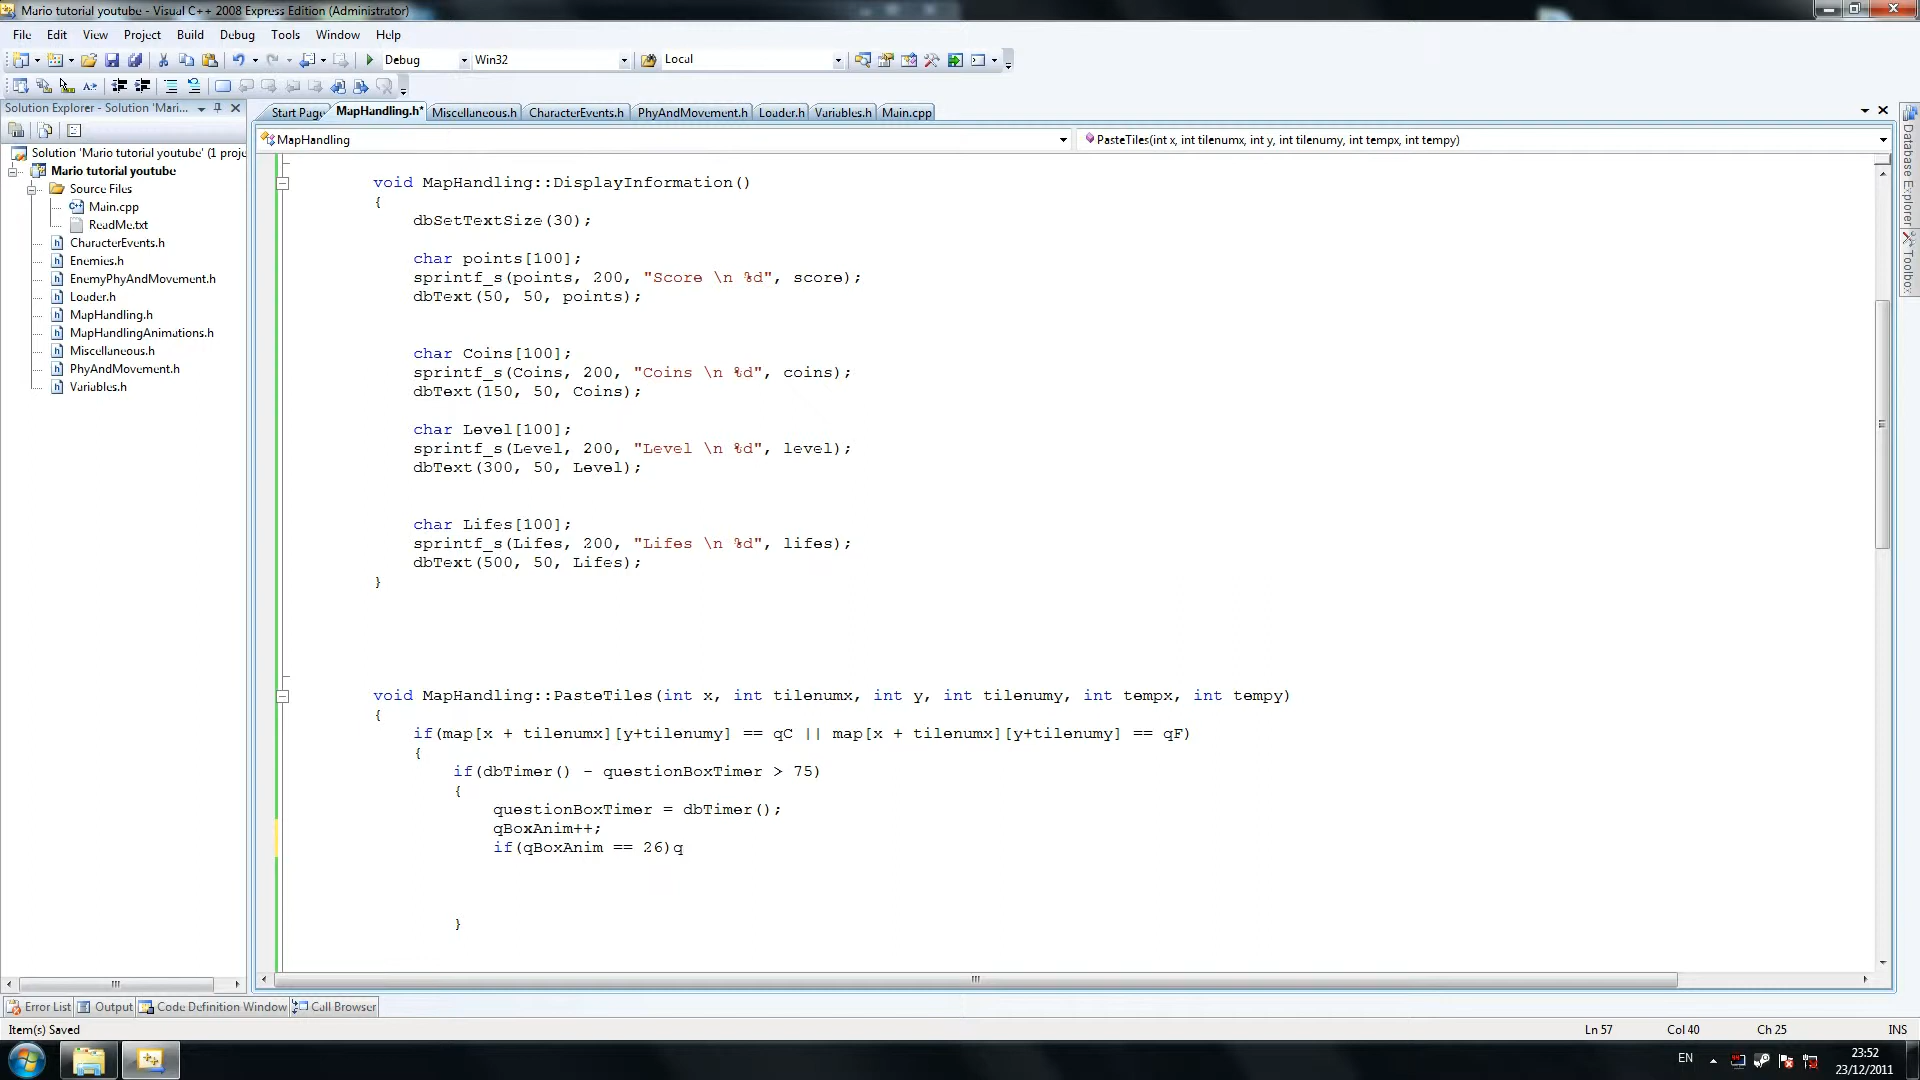 Mario tutorial youtube - Visual C++ 2008 Express Edition (Administrator)
File Edit View Project Build Debug Tools Window Help
Debug Win32 Local
Solution Explorer - Solution 'Mari...
Start Page MapHandling.h* Miscellaneous.h CharacterEvents.h PhyAndMovement.h Loader.h Variables.h Main.cpp
MapHandling PasteTiles(int x, int tilenumx, int y, int tilenumy, int tempx, int tempy)
Solution 'Mario tutorial youtube' (1 proje
Mario tutorial youtube
Source Files
Main.cpp
ReadMe.txt
CharacterEvents.h
Enemies.h
EnemyPhyAndMovement.h
Loader.h
MapHandling.h
MapHandlingAnimations.h
Miscellaneous.h
PhyAndMovement.h
Variables.h
void MapHandling::DisplayInformation()
{
dbSetTextSize(30);
char points[100];
sprintf_s(points, 200, "Score \n %d", score);
dbText(50, 50, points);
char Coins[100];
sprintf_s(Coins, 200, "Coins \n %d", coins);
dbText(150, 50, Coins);
char Level[100];
sprintf_s(Level, 200, "Level \n %d", level);
dbText(300, 50, Level);
char Lifes[100];
sprintf_s(Lifes, 200, "Lifes \n %d", lifes);
dbText(500, 50, Lifes);
}
void MapHandling::PasteTiles(int x, int tilenumx, int y, int tilenumy, int tempx, int tempy)
{
if(map[x + tilenumx][y+tilenumy] == qC || map[x + tilenumx][y+tilenumy] == qF)
{
if(dbTimer() - questionBoxTimer > 75)
{
questionBoxTimer = dbTimer();
qBoxAnim++;
if(qBoxAnim == 26)q
}
Database Explorer
Toolbox
Error List Output Code Definition Window Call Browser
Item(s) Saved Ln 57 Col 40 Ch 25 INS
EN 23:52
23/12/2011